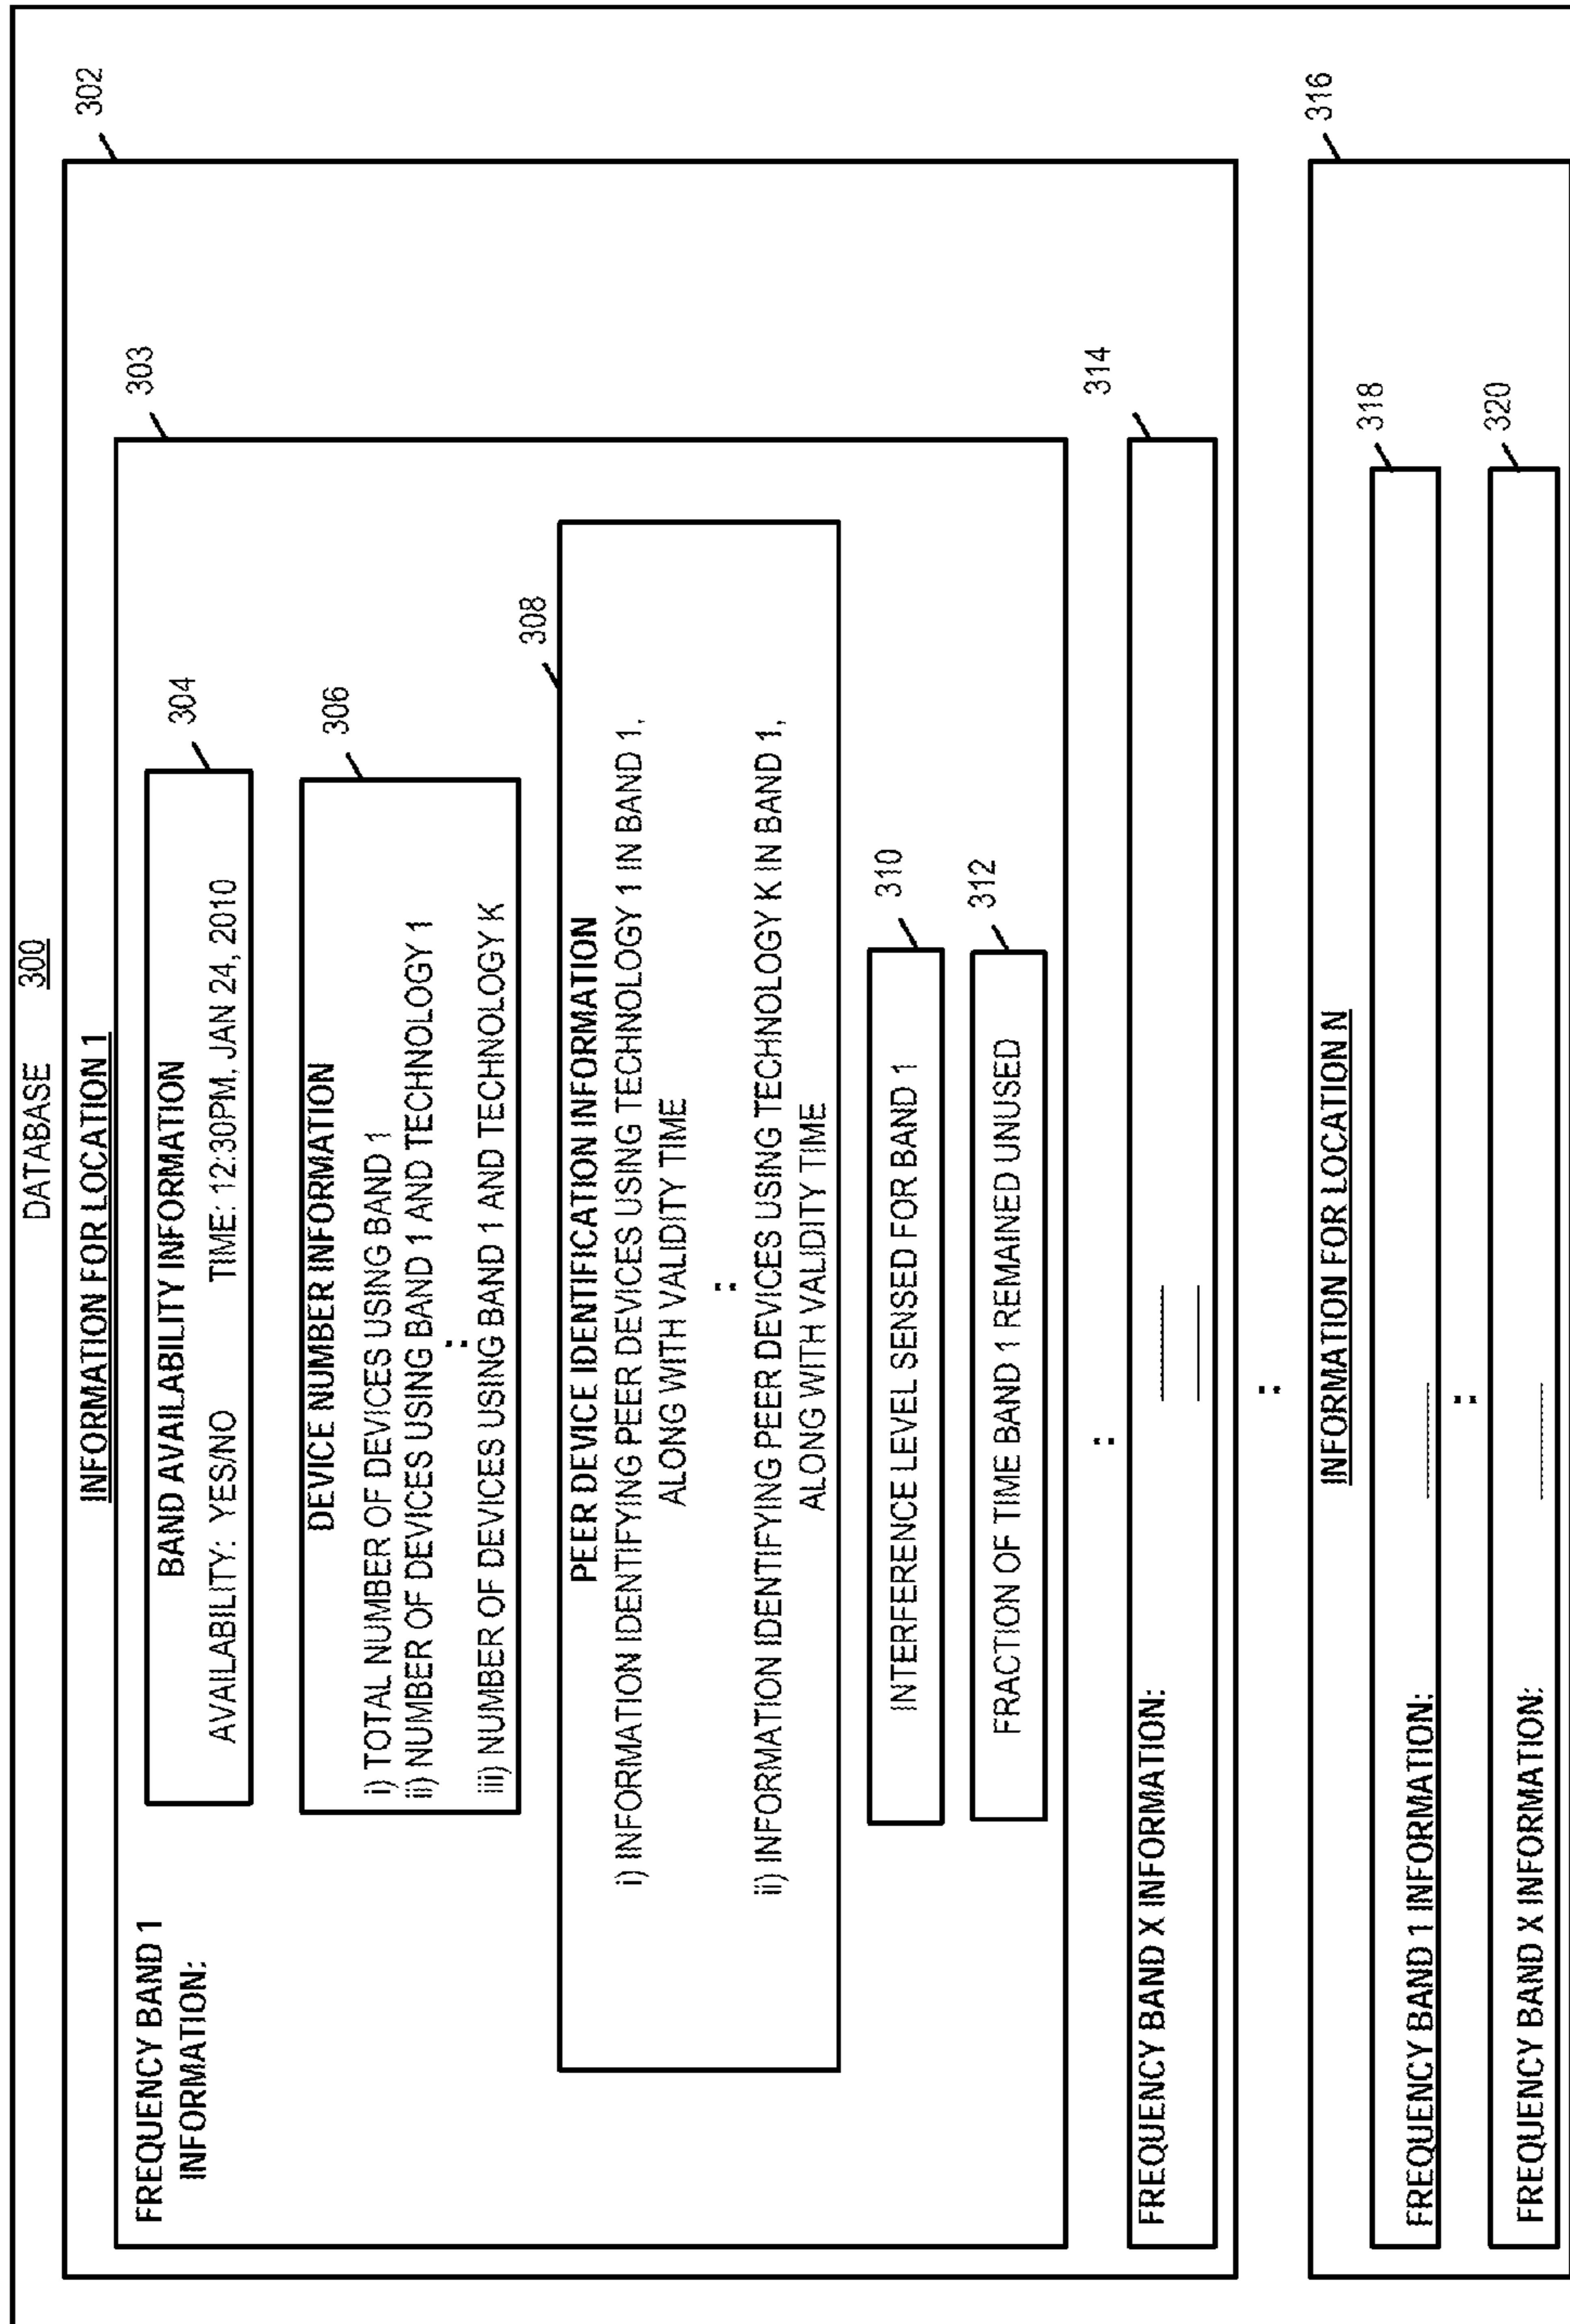 DATABASE 300
302
INFORMATION FOR LOCATION 1
303
FREQUENCY BAND 1
INFORMATION:
304
BAND AVAILABILITY INFORMATION
AVAILABILITY: YES/NO TIME: 12:30PM, JAN 24, 2010
306
DEVICE NUMBER INFORMATION
i) TOTAL NUMBER OF DEVICES USING BAND 1
ii) NUMBER OF DEVICES USING BAND 1 AND TECHNOLOGY 1
:
iii) NUMBER OF DEVICES USING BAND 1 AND TECHNOLOGY K
308
PEER DEVICE IDENTIFICATION INFORMATION
i) INFORMATION IDENTIFYING PEER DEVICES USING TECHNOLOGY 1 IN BAND 1,
ALONG WITH VALIDITY TIME
:
ii) INFORMATION IDENTIFYING PEER DEVICES USING TECHNOLOGY K IN BAND 1,
ALONG WITH VALIDITY TIME
310
INTERFERENCE LEVEL SENSED FOR BAND 1
312
FRACTION OF TIME BAND 1 REMAINED UNUSED
:
314
FREQUENCY BAND X INFORMATION:
:
316
INFORMATION FOR LOCATION N
318
FREQUENCY BAND 1 INFORMATION:
:
320
FREQUENCY BAND X INFORMATION: